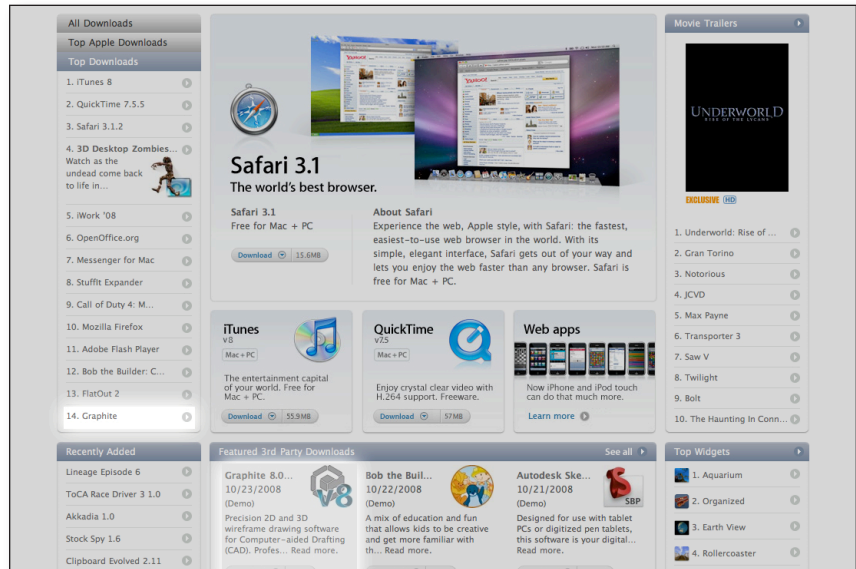 All Downloads
Top Apple Downloads
Top Downloads
1. iTunes 8
2. QuickTime 7.5.5
3. Safari 3.1.2
4. 3D Desktop Zombies...
Watch as the
undead come back
to life in...
5. iWork '08
6. OpenOffice.org
7. Messenger for Mac
8. StuffIt Expander
9. Call of Duty 4: M...
10. Mozilla Firefox
11. Adobe Flash Player
12. Bob the Builder: C...
13. FlatOut 2
14. Graphite
Safari 3.1
The world's best browser.
Safari 3.1
Free for Mac + PC
Download 15.6MB
About Safari
Experience the web, Apple style, with Safari: the fastest,
easiest-to-use web browser in the world. With its
simple, elegant interface, Safari gets out of your way and
lets you enjoy the web faster than any browser. Safari is
free for Mac + PC.
iTunes
v8
Mac + PC
The entertainment capital
of your world. Free for
Mac + PC.
Download 55.9MB
QuickTime
v7.5
Mac + PC
Enjoy crystal clear video with
H.264 support. Freeware.
Download 57MB
Web apps
Now iPhone and iPod touch
can do that much more.
Learn more
Movie Trailers
UNDERWORLD
RISE OF THE LYCANS
EXCLUSIVE HD
1. Underworld: Rise of ...
2. Gran Torino
3. Notorious
4. JCVD
5. Max Payne
6. Transporter 3
7. Saw V
8. Twilight
9. Bolt
10. The Haunting In Conn...
Recently Added
Lineage Episode 6
ToCA Race Driver 3 1.0
Akkadia 1.0
Stock Spy 1.6
Clipboard Evolved 2.11
Featured 3rd Party Downloads
See all
Graphite 8.0...
10/23/2008
(Demo)
V8
Precision 2D and 3D
wireframe drawing software
for Computer-aided Drafting
(CAD). Profes... Read more.
Bob the Buil...
10/22/2008
(Demo)
A mix of education and fun
that allows kids to be creative
and get more familiar with
th... Read more.
Autodesk Ske...
10/21/2008
(Demo)
SBP
Designed for use with tablet
PCs or digitized pen tablets,
this software is your digital...
Read more.
Top Widgets
1. Aquarium
2. Organized
3. Earth View
4. Rollercoaster